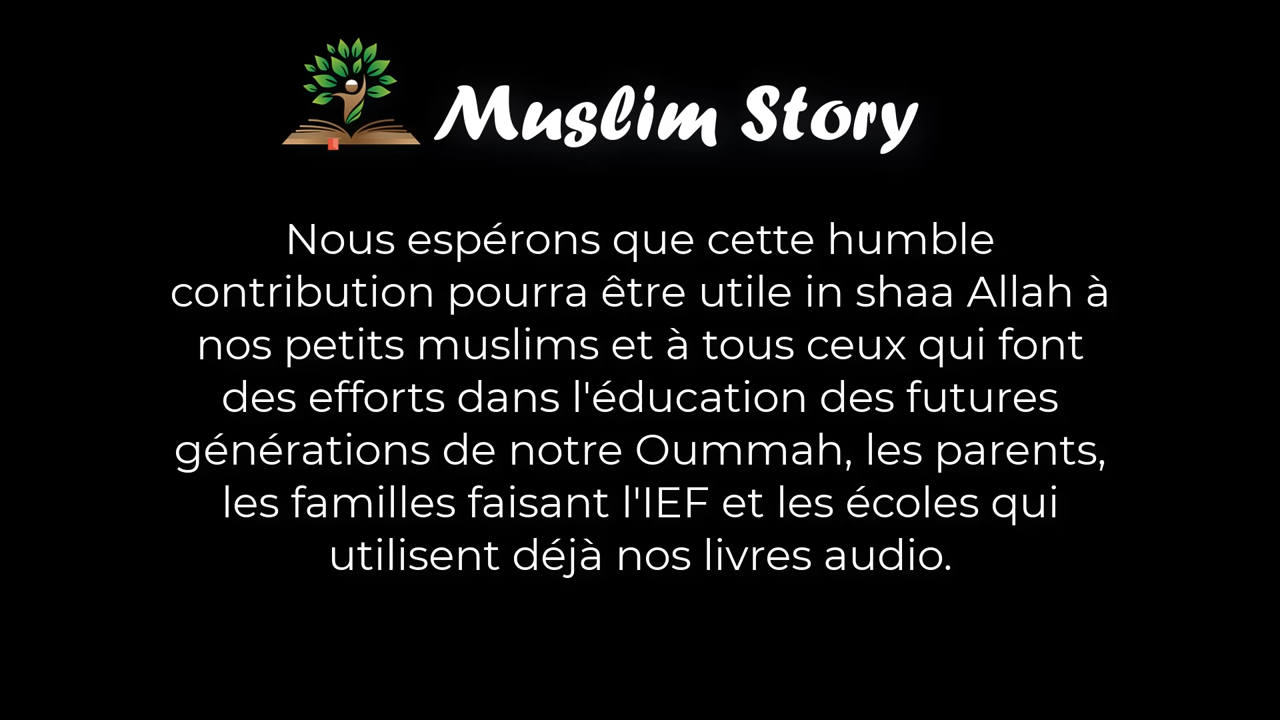 Muslim Story
Nous espérons que cette humble
contribution pourra être utile in shaa Allah à
nos petits muslims et à tous ceux qui font
des efforts dans l'éducation des futures
générations de notre Oummah, les parents,
les familles faisant l'IEF et les écoles qui
utilisent déjà nos livres audio.